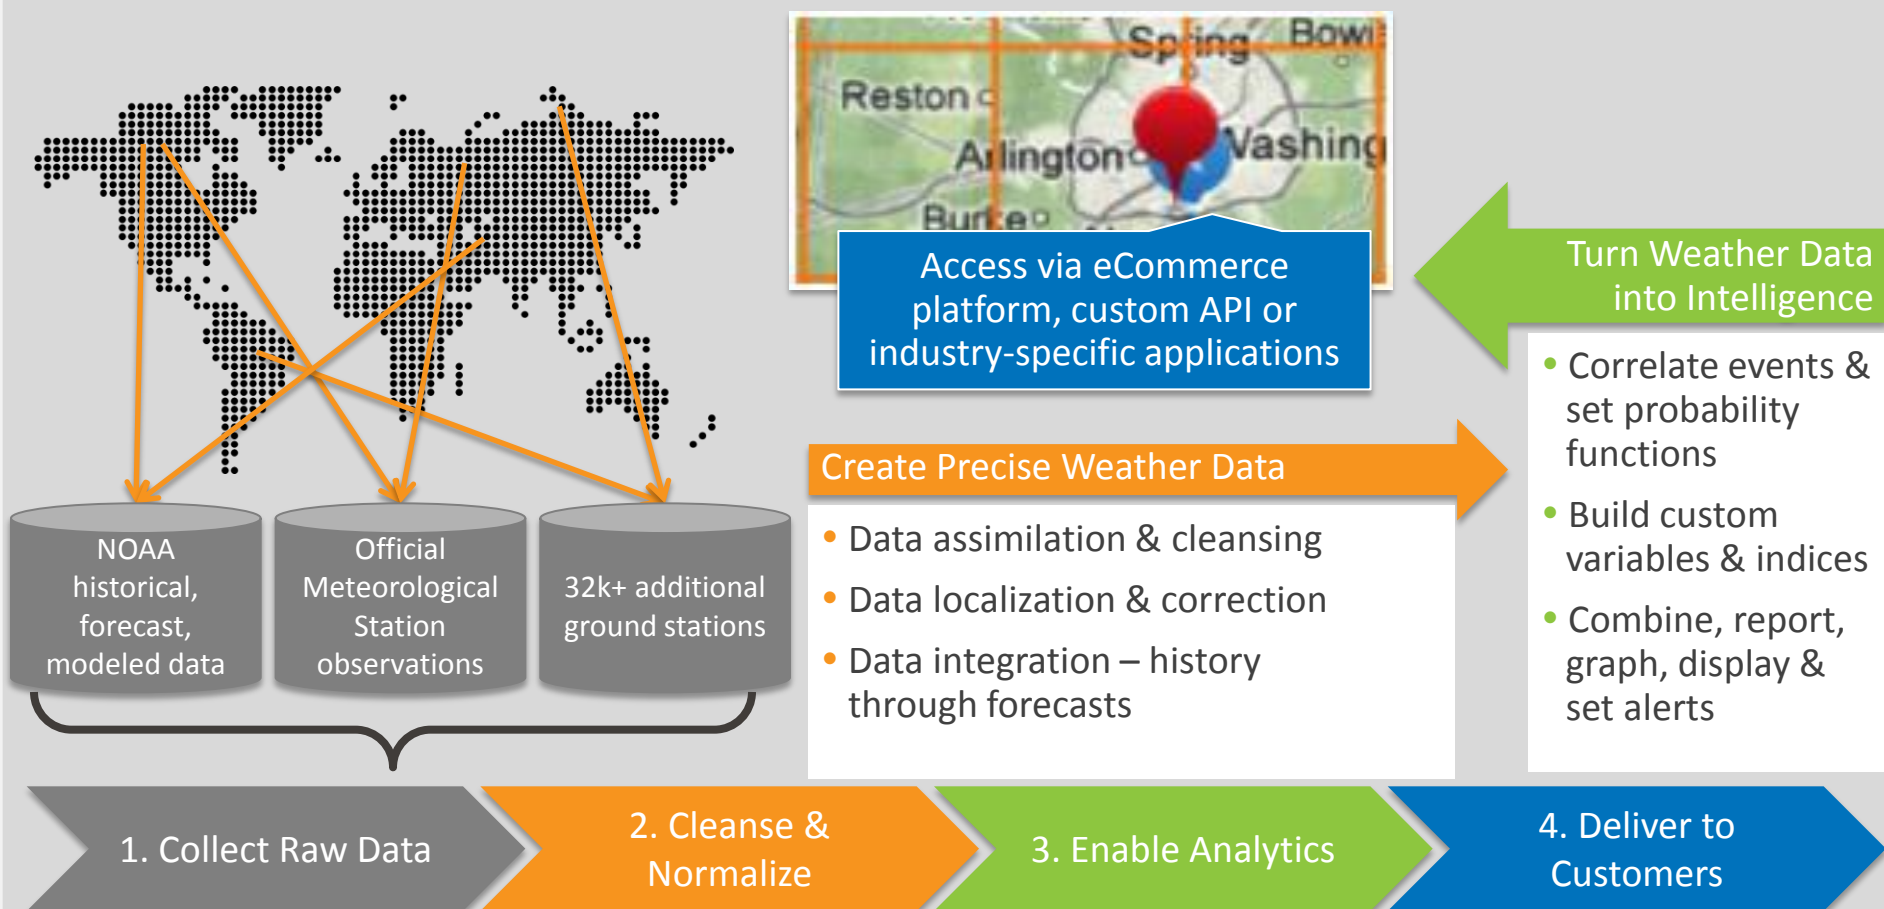 Spring
Reston
Arlington
Burke
Access via eCommerce
platform, custom API or
industry-specific applications
Turn Weather Data
into Intelligence
• Correlate events &
set probability
functions
• Build custom
variables & indices
• Combine, report,
graph, display &
set alerts
Create Precise Weather Data
• Data assimilation & cleansing
• Data localization & correction
• Data integration – history
through forecasts
NOAA
historical,
forecast,
modeled data
Official
Meteorological
Station
observations
32k+ additional
ground stations
1. Collect Raw Data
2. Cleanse &
Normalize
3. Enable Analytics
4. Deliver to
Customers